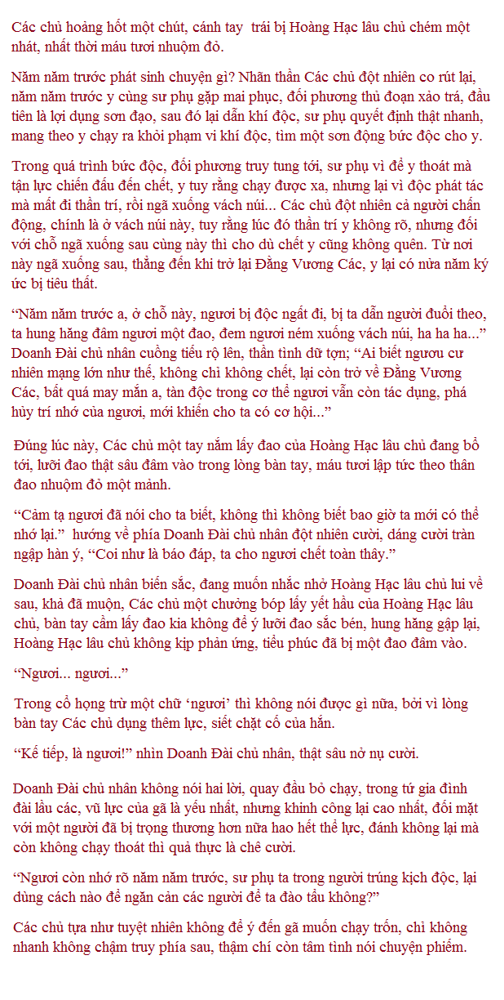 Các chủ hoảng hốt một chút, cánh tay  trái bị Hoàng Hạc lâu chủ chém một
nhát, nhất thời máu tươi nhuộm đỏ.
Năm năm trước phát sinh chuyện gì? Nhãn thần Các chủ đột nhiên co rút lại,
năm năm trước y cùng sư phụ gặp mai phục, đối phương thủ đoạn xảo trá, đầu
tiên là lợi dụng sơn đạo, sau đó lại dẫn khí độc, sư phụ quyết định thật nhanh,
mang theo y chạy ra khỏi phạm vi khí độc, tìm một sơn động bức độc cho y.
Trong quá trình bức độc, đối phương truy tung tới, sư phụ vì để y thoát mà
tận lực chiến đấu đến chết, y tuy rằng chạy được xa, nhưng lại vì độc phát tác
mà mất đi thần trí, rồi ngã xuống vách núi... Các chủ đột nhiên cả người chấn
động, chính là ở vách núi này, tuy rằng lúc đó thần trí y không rõ, nhưng đối
với chỗ ngã xuống sau cùng này thì cho dù chết y cũng không quên. Từ nơi
này ngã xuống sau, thẳng đến khi trở lại Đằng Vương Các, y lại có nửa năm ký
ức bị tiêu thất.
“Năm năm trước a, ở chỗ này, ngươi bị độc ngất đi, bị ta dẫn người đuổi theo,
ta hung hăng đâm ngươi một đao, đem ngươi ném xuống vách núi, ha ha ha...”
Doanh Đài chủ nhân cuồng tiếu rộ lên, thần tình dữ tợn; “Ai biết ngươu cư
nhiên mạng lớn như thế, không chỉ không chết, lại còn trở về Đằng Vương
Các, bất quá may mắn a, tàn độc trong cơ thể ngươi vẫn còn tác dụng, phá
hủy trí nhớ của ngươi, mới khiến cho ta có cơ hội...”
Đúng lúc này, Các chủ một tay nắm lấy đao của Hoàng Hạc lâu chủ đang bổ
tới, lưỡi đao thật sâu đâm vào trong lòng bàn tay, máu tươi lập tức theo thân
đao nhuộm đỏ một mảnh.
“Cảm tạ ngươi đã nói cho ta biết, không thì không biết bao giờ ta mới có thể
nhớ lại.”  hướng về phía Doanh Đài chủ nhân đột nhiên cười, dáng cười tràn
ngập hàn ý, “Coi như là báo đáp, ta cho ngươi chết toàn thây.”
Doanh Đài chủ nhân biến sắc, đang muốn nhắc nhở Hoàng Hạc lâu chủ lui về
sau, khả đã muộn, Các chủ một chưởng bóp lấy yết hầu của Hoàng Hạc lâu
chủ, bàn tay cầm lấy đao kia không để ý lưỡi đao sắc bén, hung hăng gập lại,
Hoàng Hạc lâu chủ không kịp phản ứng, tiểu phúc đã bị một đao đâm vào.
“Ngươi... ngươi...”
Trong cổ họng trừ một chữ ‘ngươi’ thì không nói được gì nữa, bởi vì lòng
bàn tay Các chủ dụng thêm lực, siết chặt cổ của hắn.
“Kế tiếp, là ngươi!” nhìn Doanh Đài chủ nhân, thật sâu nở nụ cười.
Doanh Đài chủ nhân không nói hai lời, quay đầu bỏ chạy, trong tứ gia đình
đài lầu các, vũ lực của gã là yếu nhất, nhưng khinh công lại cao nhất, đối mặt
với một người đã bị trọng thương hơn nữa hao hết thể lực, đánh không lại mà
còn không chạy thoát thì quả thực là chê cười.
“Ngươi còn nhớ rõ năm năm trước, sư phụ ta trong người trúng kịch độc, lại
dùng cách nào để ngăn cản các người để ta đào tẩu không?”
Các chủ tựa như tuyệt nhiên không để ý đến gã muốn chạy trốn, chỉ không
nhanh không chậm truy phía sau, thậm chí còn tâm tình nói chuyện phiếm.